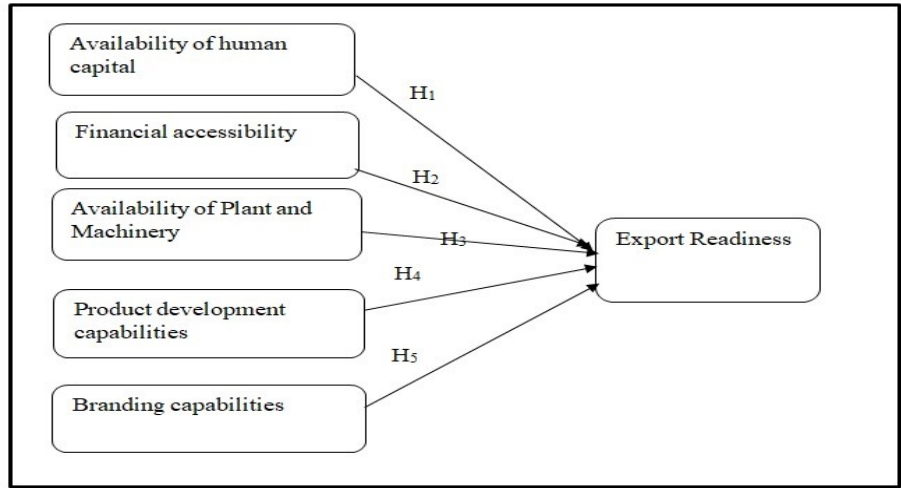 Availability of human
capital
H1
Financial accessibility
H2
Availability of Plant and
Machinery
H3
Export Readiness
H4
Product development
capabilities
H5
Branding capabilities